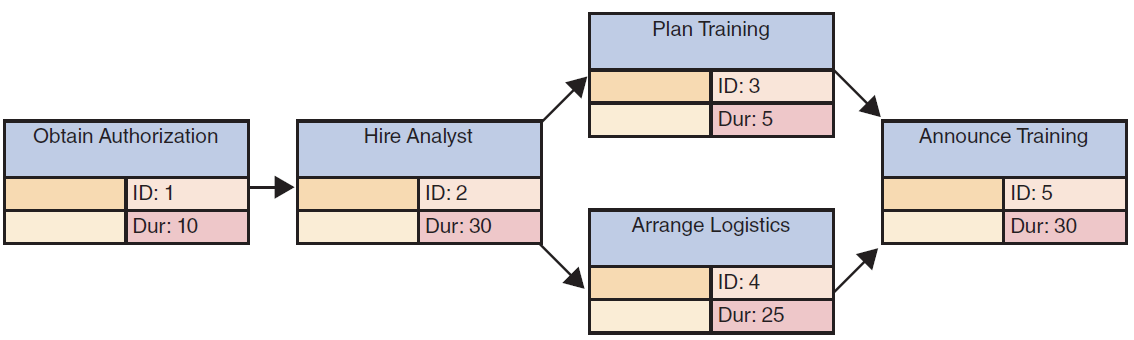 Obtain Authorization
ID: 1
Dur: 10
Hire Analyst
ID: 2
Dur: 30
Plan Training
ID: 3
Dur: 5
Arrange Logistics
ID: 4
Dur: 25
Announce Training
ID: 5
Dur: 30